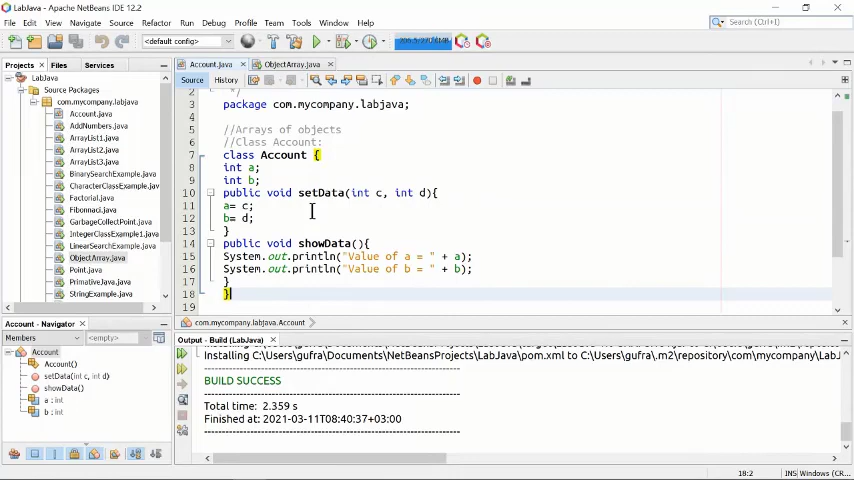 LabJava - Apache NetBeans IDE 12.2
File Edit View Navigate Source Refactor Run Debug Profile Team Tools Window Help
Search (Ctrl+I)
<default config>
Projects Files Services
LabJava
Source Packages
com.mycompany.labjava
Account.java
AddNumbers.java
ArrayList1.java
ArrayList2.java
ArrayList3.java
BinarySearchExample.java
CharacterClassExample.java
Factorial.java
Fibonnaci.java
GarbageCollectPoint.java
IntegerClassExample1.java
LinearSearchExample.java
ObjectArray.java
Point.java
PrimativeJava.java
StringExample.java
Account.java ObjectArray.java
Source History
2 */
3 package com.mycompany.labjava;
4
5 //Arrays of objects
6 //Class Account:
7 class Account {
8 int a;
9 int b;
10 public void setData(int c, int d){
11 a= c;
12 b= d;
13 }
14 public void showData(){
15 System.out.println("Value of a = " + a);
16 System.out.println("Value of b = " + b);
17 }
18 }
19
com.mycompany.labjava.Account
Account - Navigator
Members <empty>
Account
Account()
setData(int c, int d)
showData()
a : int
b : int
Output - Build (LabJava)
Installing C:\Users\gufra\Documents\NetBeansProjects\LabJava\pom.xml to C:\Users\gufra\.m2\repository\com\mycompany\LabJ
------------------------------------------------------------------------
BUILD SUCCESS
------------------------------------------------------------------------
Total time: 2.359 s
Finished at: 2021-03-11T08:40:37+03:00
------------------------------------------------------------------------
18:2 INS Windows (CR